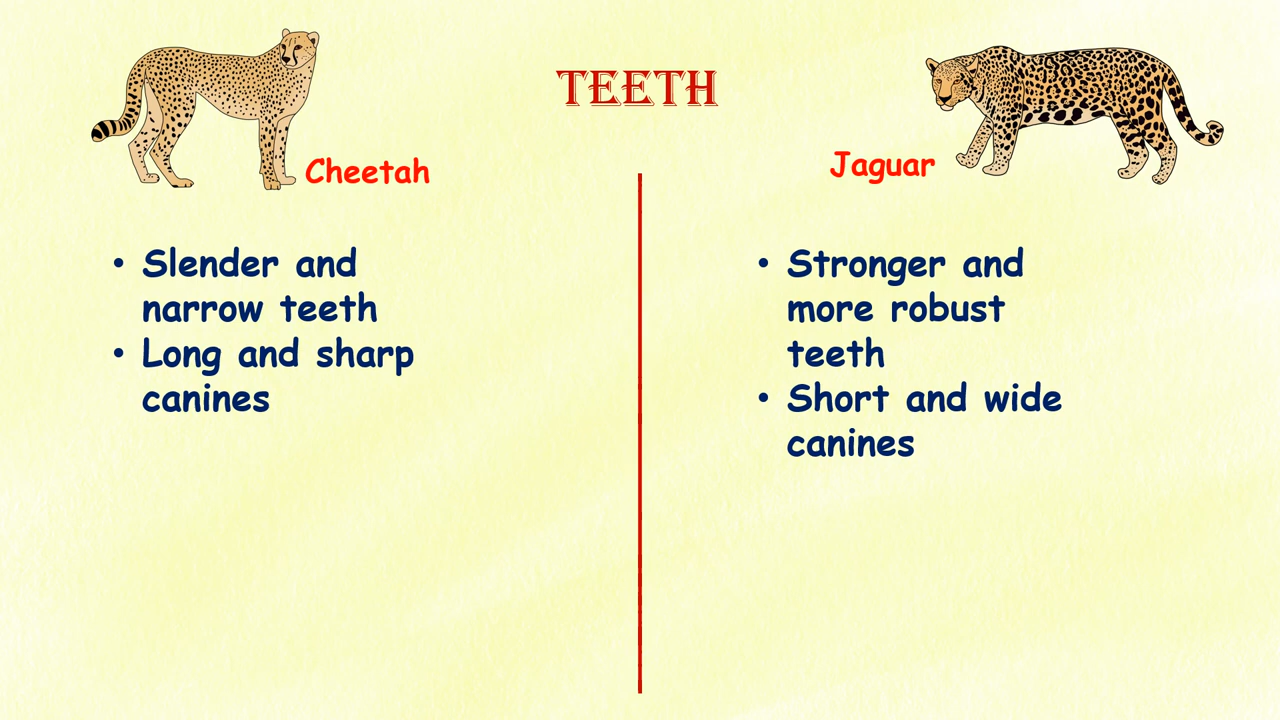 TEETH
Cheetah
Jaguar
• Slender and
narrow teeth
• Long and sharp
canines
• Stronger and
more robust
teeth
• Short and wide
canines